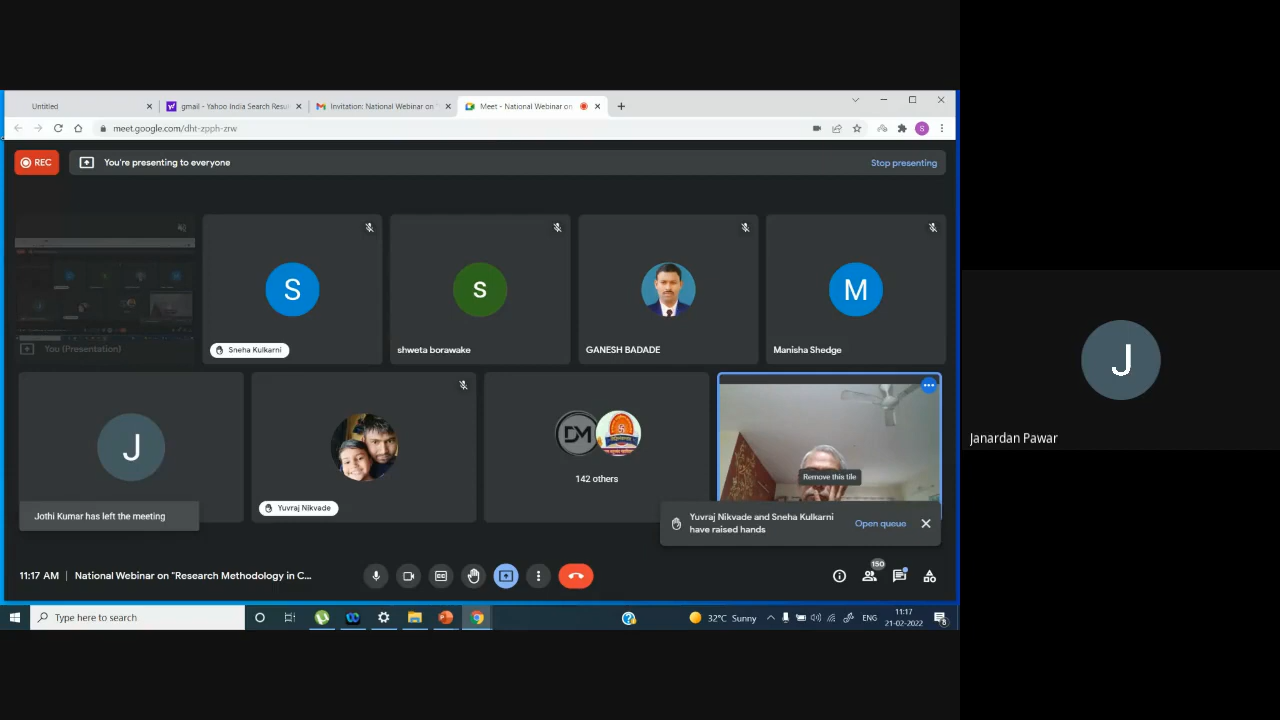 Untitled
gmail - Yahoo India Search Resu
Invitation: National Webinar on
Meet - National Webinar on
meet.google.com/dht-zpph-zrw
S
REC
You're presenting to everyone
Stop presenting
S
s
M
You (Presentation)
Sneha Kulkarni
shweta borawake
GANESH BADADE
Manisha Shedge
J
DM
142 others
Remove this tile
Yuvraj Nikvade
Jothi Kumar has left the meeting
Yuvraj Nikvade and Sneha Kulkarni
have raised hands
Open queue
11:17 AM | National Webinar on "Research Methodology in C...
150
Type here to search
32°C Sunny
ENG
11:17
21-02-2022
8
J
Janardan Pawar